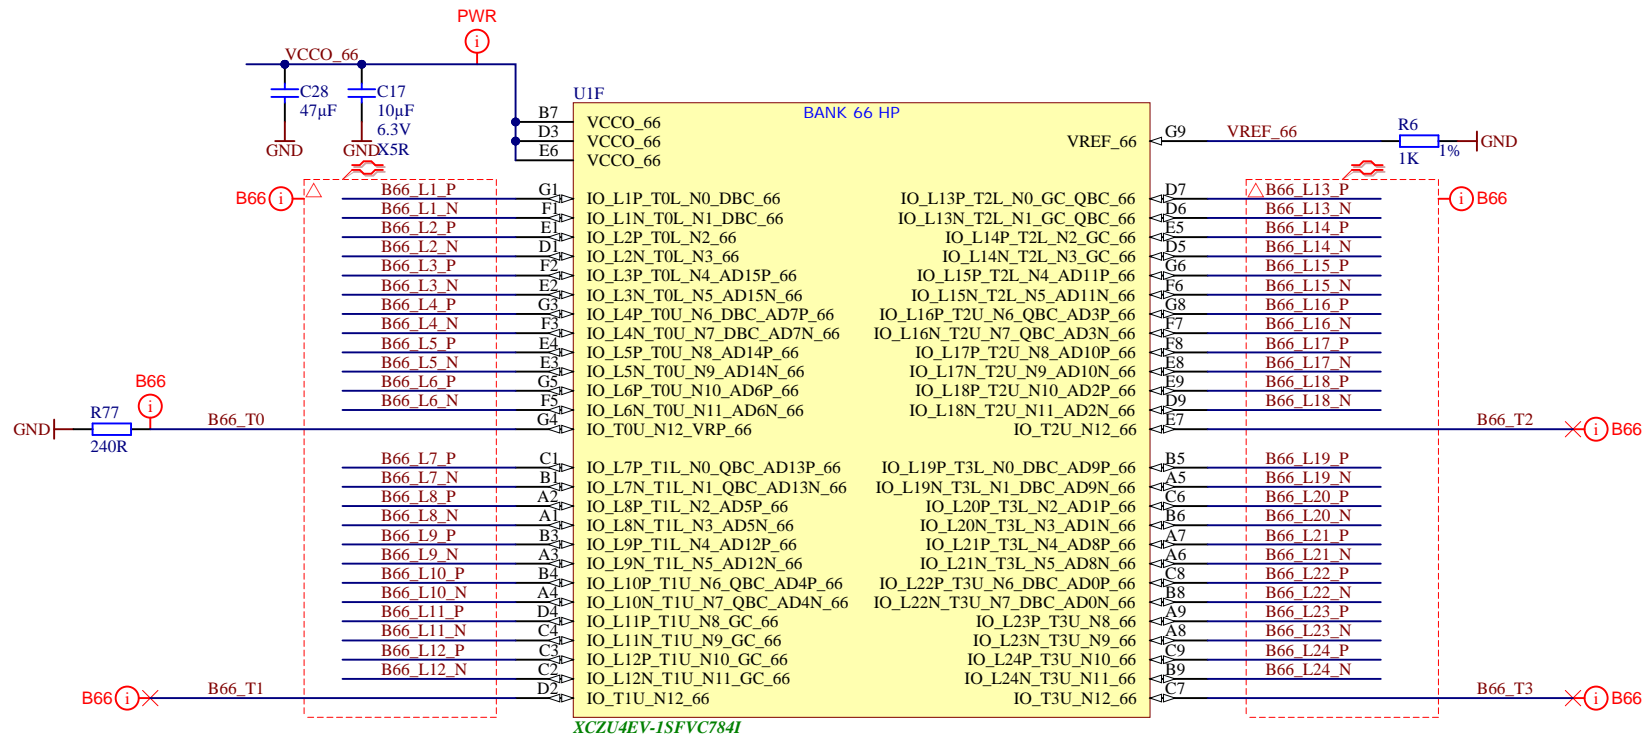 PWR
i
VCCO_66
C28
47µF
GND
C17
10µF
6.3V
X5R
GND
U1F
BANK 66 HP
B7 VCCO_66
D3 VCCO_66
E6 VCCO_66
VREF_66 G9 VREF_66
R6
1K
1%
GND
B66 i
B66_L1_P G1 IO_L1P_T0L_N0_DBC_66
B66_L1_N F1 IO_L1N_T0L_N1_DBC_66
B66_L2_P E1 IO_L2P_T0L_N2_66
B66_L2_N D1 IO_L2N_T0L_N3_66
B66_L3_P F2 IO_L3P_T0L_N4_AD15P_66
B66_L3_N E2 IO_L3N_T0L_N5_AD15N_66
B66_L4_P G3 IO_L4P_T0U_N6_DBC_AD7P_66
B66_L4_N F3 IO_L4N_T0U_N7_DBC_AD7N_66
B66_L5_P E4 IO_L5P_T0U_N8_AD14P_66
B66_L5_N E3 IO_L5N_T0U_N9_AD14N_66
B66_L6_P G5 IO_L6P_T0U_N10_AD6P_66
B66_L6_N F5 IO_L6N_T0U_N11_AD6N_66
B66
i
GND
R77
240R
B66_T0 G4 IO_T0U_N12_VRP_66
B66_L7_P C1 IO_L7P_T1L_N0_QBC_AD13P_66
B66_L7_N B1 IO_L7N_T1L_N1_QBC_AD13N_66
B66_L8_P A2 IO_L8P_T1L_N2_AD5P_66
B66_L8_N A1 IO_L8N_T1L_N3_AD5N_66
B66_L9_P B3 IO_L9P_T1L_N4_AD12P_66
B66_L9_N A3 IO_L9N_T1L_N5_AD12N_66
B66_L10_P B4 IO_L10P_T1U_N6_QBC_AD4P_66
B66_L10_N A4 IO_L10N_T1U_N7_QBC_AD4N_66
B66_L11_P D4 IO_L11P_T1U_N8_GC_66
B66_L11_N C4 IO_L11N_T1U_N9_GC_66
B66_L12_P C3 IO_L12P_T1U_N10_GC_66
B66_L12_N C2 IO_L12N_T1U_N11_GC_66
B66 i B66_T1 D2 IO_T1U_N12_66
IO_L13P_T2L_N0_GC_QBC_66 D7 B66_L13_P
i B66
IO_L13N_T2L_N1_GC_QBC_66 D6 B66_L13_N
IO_L14P_T2L_N2_GC_66 E5 B66_L14_P
IO_L14N_T2L_N3_GC_66 D5 B66_L14_N
IO_L15P_T2L_N4_AD11P_66 G6 B66_L15_P
IO_L15N_T2L_N5_AD11N_66 F6 B66_L15_N
IO_L16P_T2U_N6_QBC_AD3P_66 G8 B66_L16_P
IO_L16N_T2U_N7_QBC_AD3N_66 F7 B66_L16_N
IO_L17P_T2U_N8_AD10P_66 F8 B66_L17_P
IO_L17N_T2U_N9_AD10N_66 E8 B66_L17_N
IO_L18P_T2U_N10_AD2P_66 E9 B66_L18_P
IO_L18N_T2U_N11_AD2N_66 D9 B66_L18_N
IO_T2U_N12_66 E7 B66_T2 i B66
IO_L19P_T3L_N0_DBC_AD9P_66 B5 B66_L19_P
IO_L19N_T3L_N1_DBC_AD9N_66 A5 B66_L19_N
IO_L20P_T3L_N2_AD1P_66 C6 B66_L20_P
IO_L20N_T3L_N3_AD1N_66 B6 B66_L20_N
IO_L21P_T3L_N4_AD8P_66 A7 B66_L21_P
IO_L21N_T3L_N5_AD8N_66 A6 B66_L21_N
IO_L22P_T3U_N6_DBC_AD0P_66 C8 B66_L22_P
IO_L22N_T3U_N7_DBC_AD0N_66 B8 B66_L22_N
IO_L23P_T3U_N8_66 A9 B66_L23_P
IO_L23N_T3U_N9_66 A8 B66_L23_N
IO_L24P_T3U_N10_66 C9 B66_L24_P
IO_L24N_T3U_N11_66 B9 B66_L24_N
IO_T3U_N12_66 C7 B66_T3 i B66
XCZU4EV-1SFVC784I